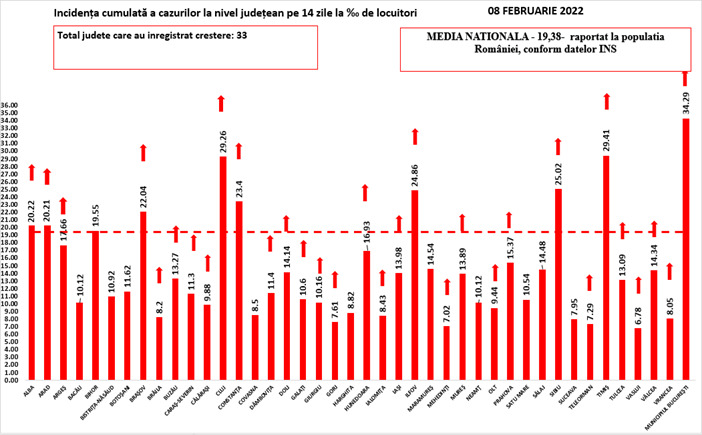 Incidența cumulată a cazurilor la nivel județean pe 14 zile la ‰ de locuitori
08 FEBRUARIE 2022
Total judete care au inregistrat crestere: 33
MEDIA NATIONALA - 19,38- raportat la populatia
României, conform datelor INS
36.00
35.00
34.00
33.00
32.00
31.00
30.00
29.00
28.00
27.00
26.00
25.00
24.00
23.00
22.00
21.00
20.00
19.00
18.00
17.00
16.00
15.00
14.00
13.00
12.00
11.00
10.00
9.00
8.00
7.00
6.00
5.00
4.00
3.00
2.00
1.00
0.00
20.22
20.21
17.66
10.12
19.55
10.92
11.62
22.04
8.2
13.27
11.3
9.88
29.26
23.4
8.5
11.4
14.14
10.6
10.16
7.61
8.82
16.93
8.43
13.98
24.86
14.54
7.02
13.89
10.12
9.44
15.37
10.54
14.48
25.02
7.95
7.29
29.41
13.09
6.78
14.34
8.05
34.29
ALBA
ARAD
ARGEȘ
BACĂU
BIHOR
BISTRIȚA NĂSĂUD
BOTOȘANI
BRAȘOV
BRĂILA
BUZĂU
CARAȘ-SEVERIN
CĂLĂRAȘI
CLUJ
CONSTANȚA
COVASNA
DÂMBOVIȚA
DOLJ
GALAȚI
GIURGIU
GORJ
HARGHITA
HUNEDOARA
IALOMIȚA
IAȘI
ILFOV
MARAMUREȘ
MEHEDINȚI
MUREȘ
NEAMȚ
OLT
PRAHOVA
SATU MARE
SĂLAJ
SIBIU
SUCEAVA
TELEORMAN
TIMIȘ
TULCEA
VASLUI
VÂLCEA
VRANCEA
MUNICIPIUL BUCUREȘTI